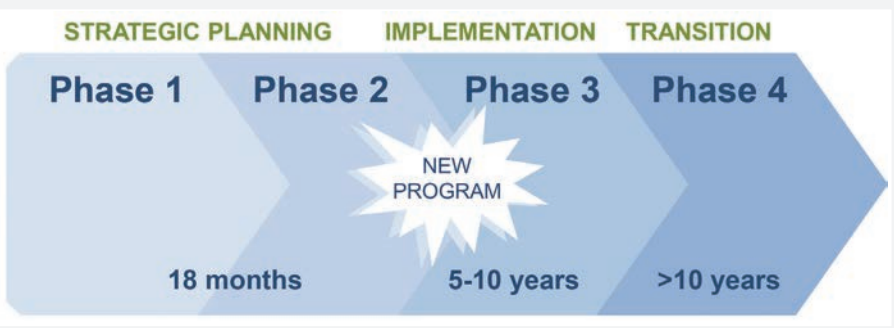 STRATEGIC PLANNING IMPLEMENTATION TRANSITION
Phase 1 Phase 2 Phase 3 Phase 4
NEW
PROGRAM
18 months 5-10 years >10 years